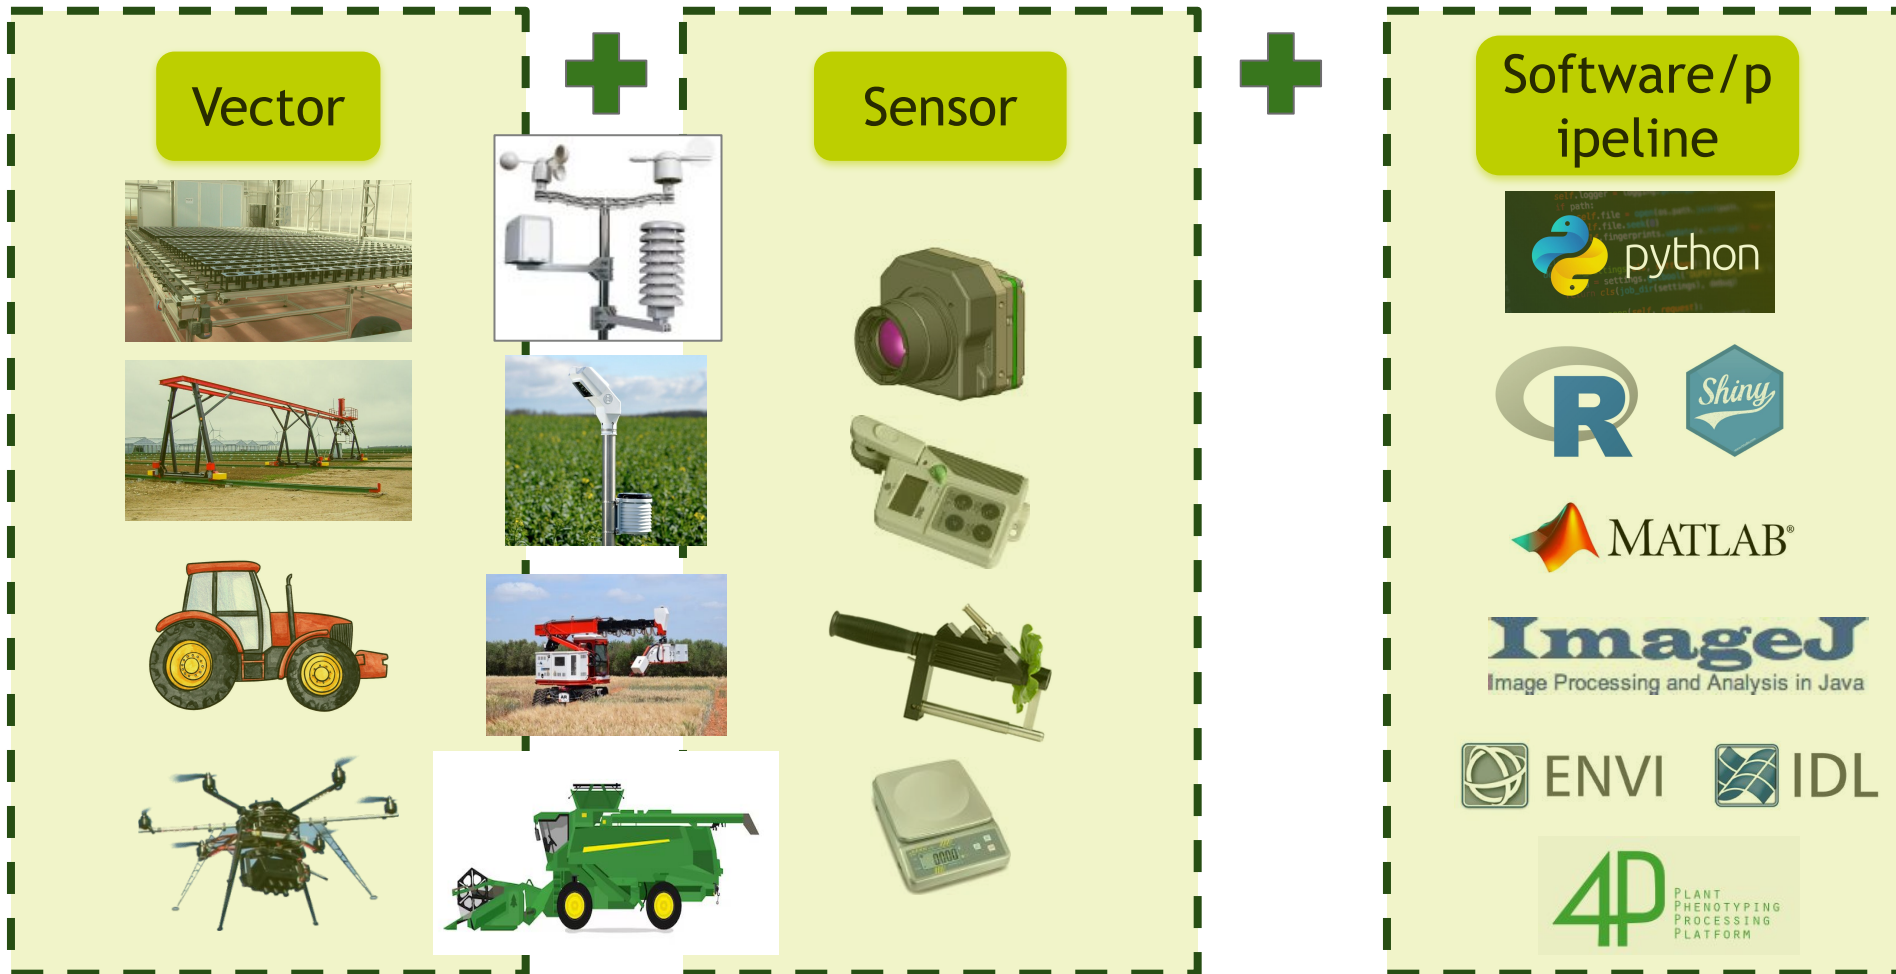 Vector
Sensor
Software/p
ipeline
python
R
Shiny
MATLAB®
ImageJ
Image Processing and Analysis in Java
ENVI
IDL
4P
PLANT
PHENOTYPING
PROCESSING
PLATFORM